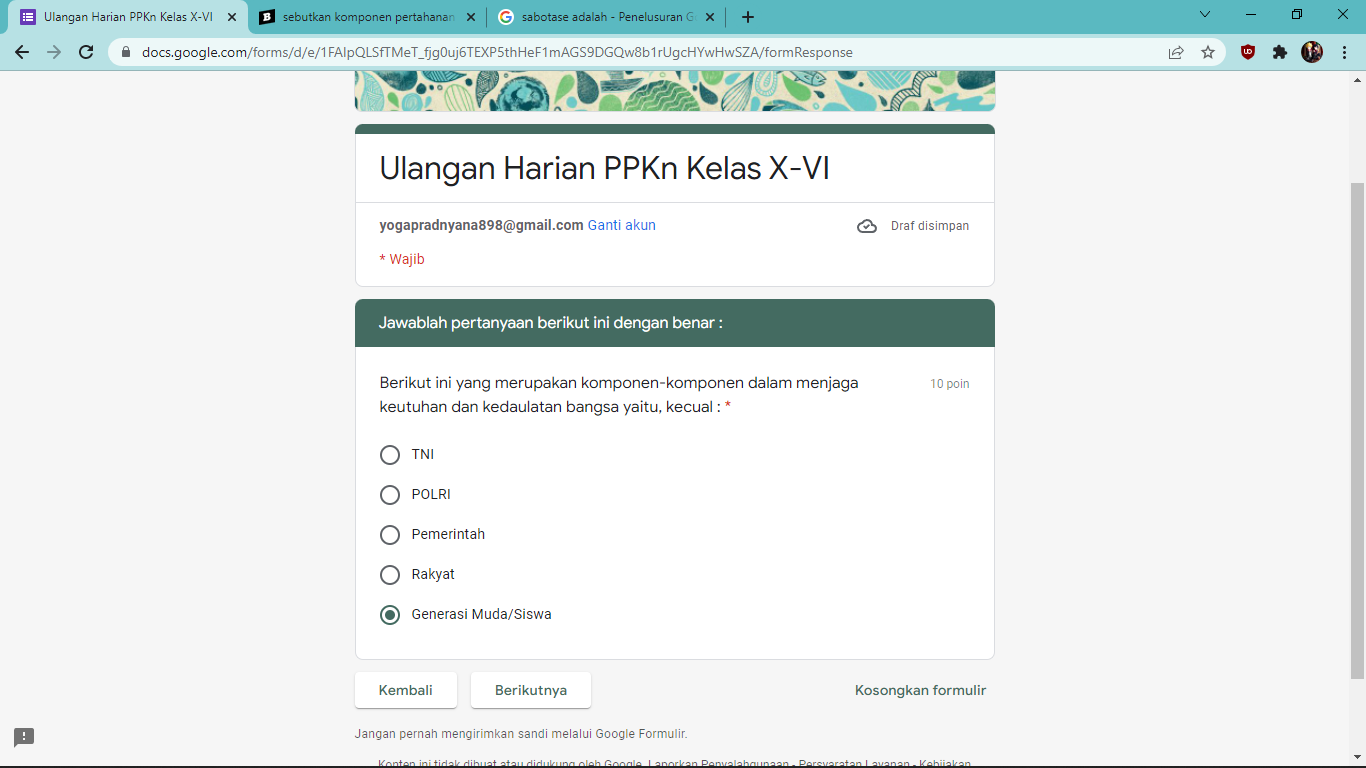 Ulangan Harian PPKn Kelas X-VI
sebutkan komponen pertahanan
sabotase adalah - Penelusuran G
docs.google.com/forms/d/e/1FAIpQLSfTMeT_fjg0uj6TEXP5thHeF1mAGS9DGQw8b1rUgcHYwHwSZA/formResponse
Ulangan Harian PPKn Kelas X-VI
yogapradnyana898@gmail.com Ganti akun
Draf disimpan
* Wajib
Jawablah pertanyaan berikut ini dengan benar :
Berikut ini yang merupakan komponen-komponen dalam menjaga
10 poin
keutuhan dan kedaulatan bangsa yaitu, kecual : *
TNI
POLRI
Pemerintah
Rakyat
Generasi Muda/Siswa
Kembali
Berikutnya
Kosongkan formulir
Jangan pernah mengirimkan sandi melalui Google Formulir.
Konten ini tidak dibuat atau didukung oleh Google. Laporkan Penyalahgunaan - Persyaratan Layanan - Kebijakan